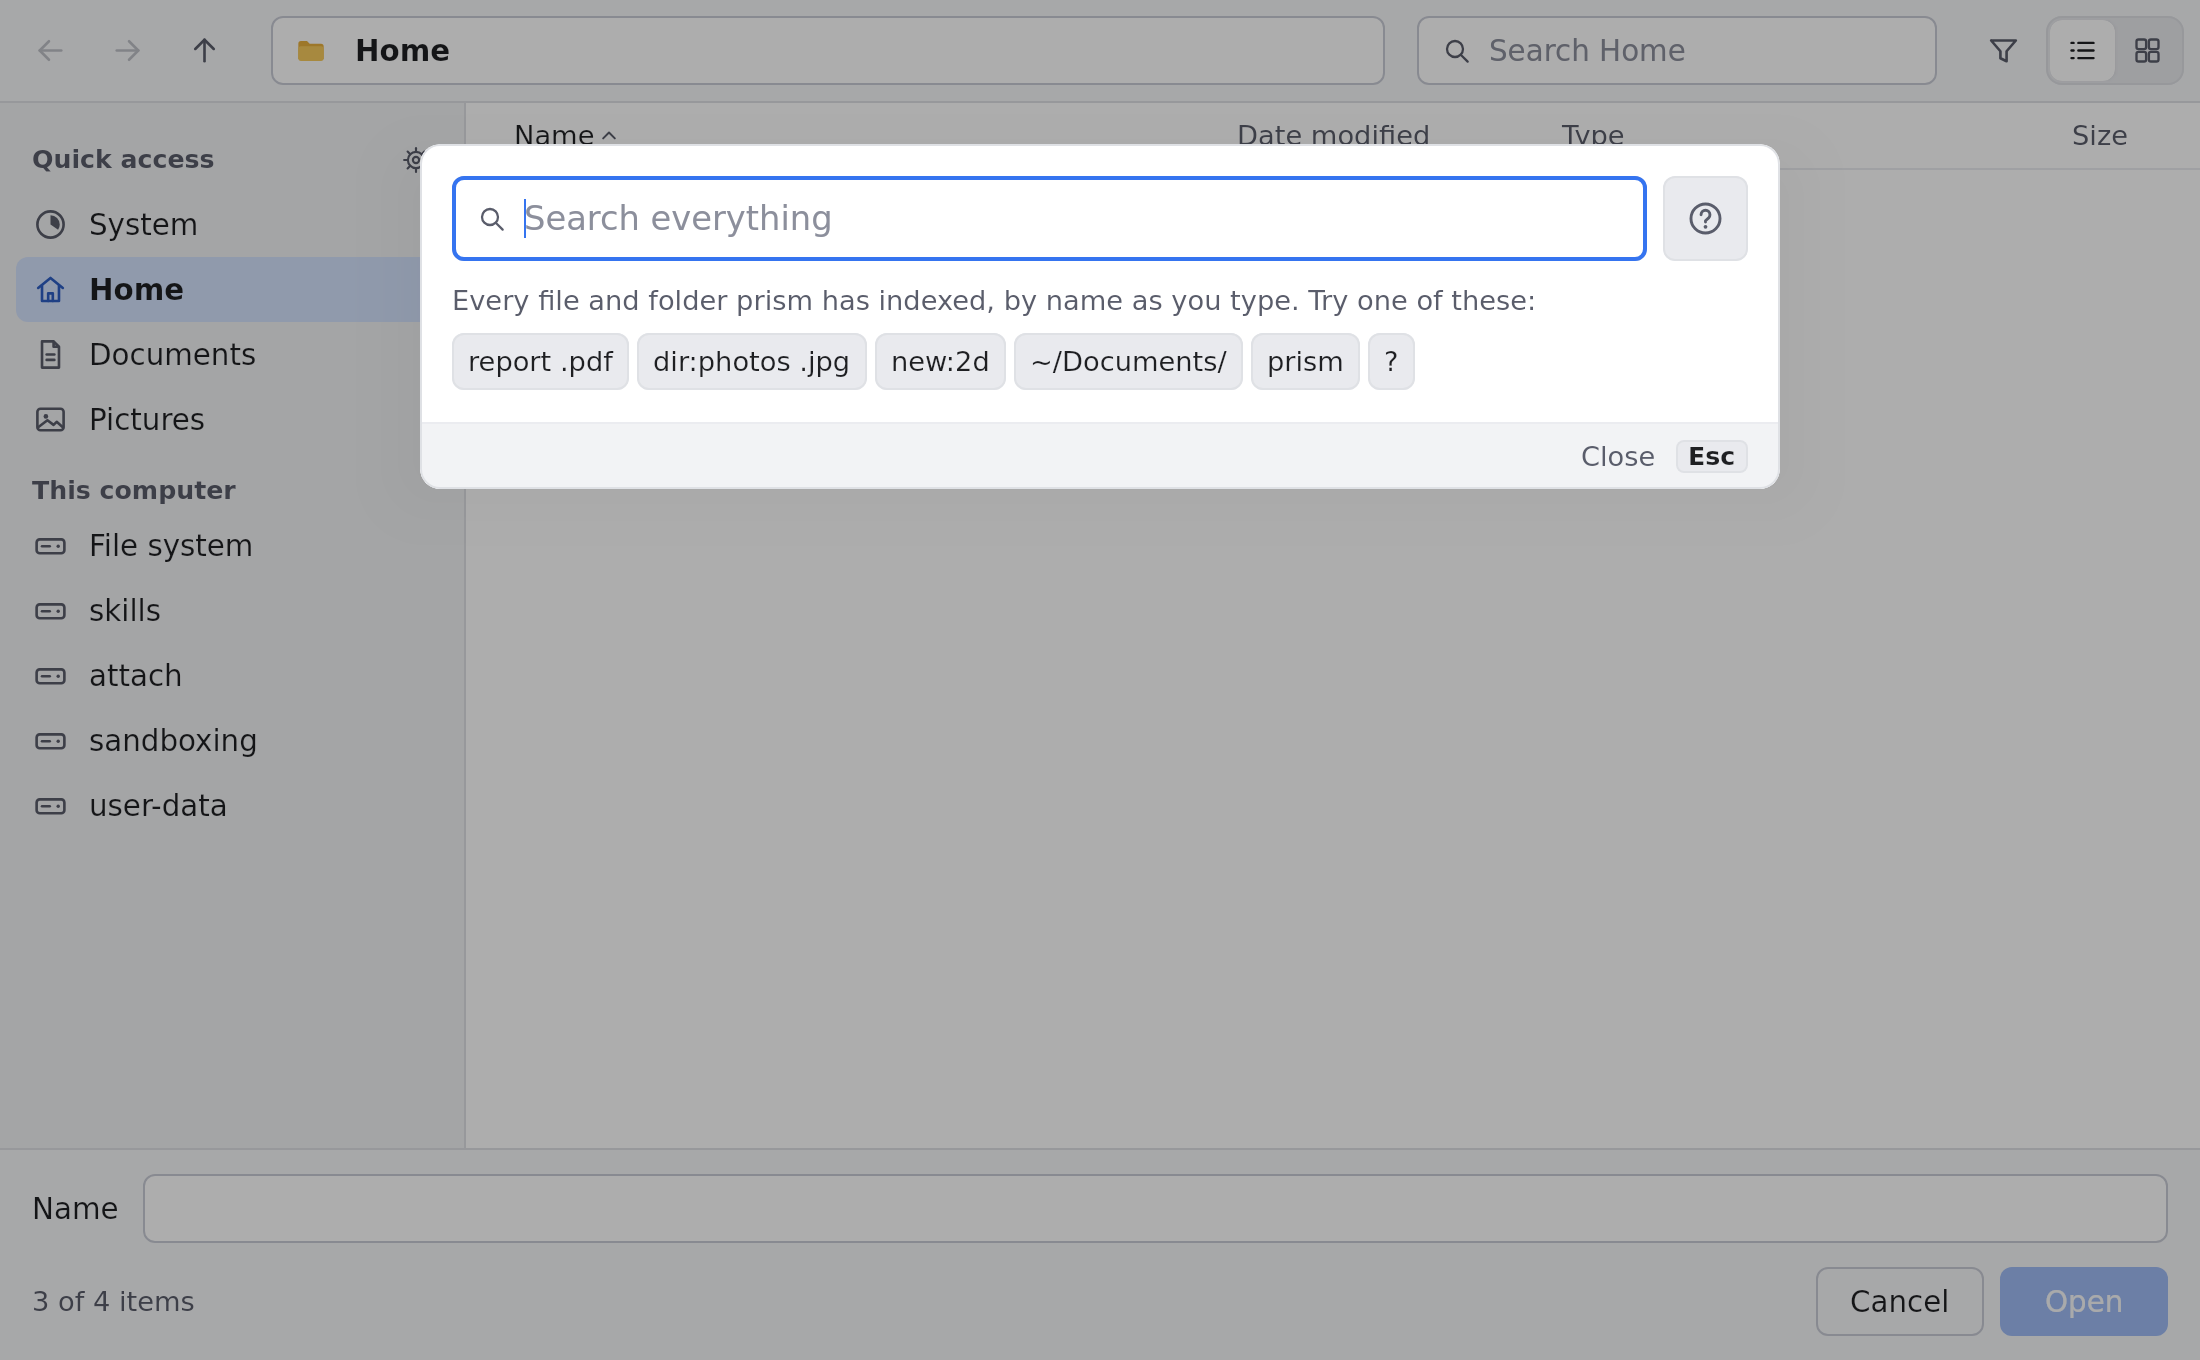 Home
Search Home
Quick access
System
Home
Documents
Pictures
This computer
File system
skills
attach
sandboxing
user-data
Name Date modified Type Size
Search everything
Every file and folder prism has indexed, by name as you type. Try one of these:
report .pdf dir:photos .jpg new:2d ~/Documents/ prism ?
Close Esc
Name
3 of 4 items
Cancel Open